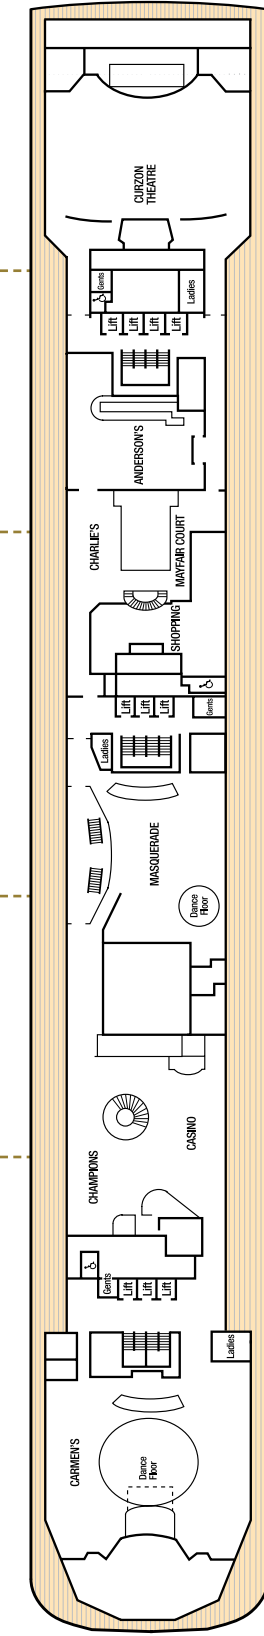 CURZON
THEATRE
Gents
Ladies
Lift
Lift
Lift
Lift
ANDERSON'S
CHARLIE'S
MAYFAIR COURT
SHOPPING
Lift
Lift
Lift
Gents
Ladies
MASQUERADE
Dance
Floor
CASINO
CHAMPIONS
Gents
Lift
Lift
Lift
Ladies
CARMEN'S
Dance
Floor